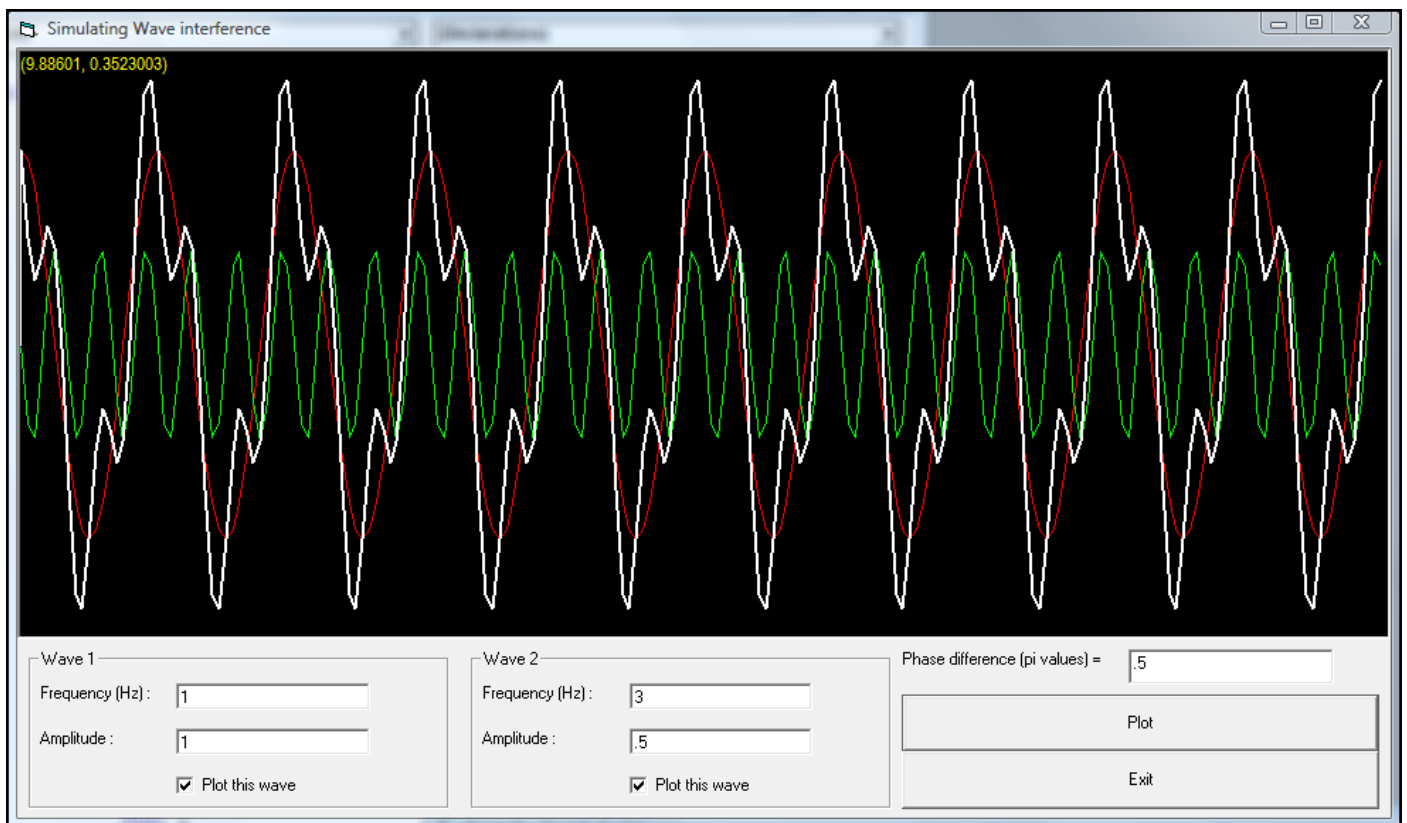 Simulating Wave interference
(9.88601, 0.3523003)
Wave 1
Frequency (Hz) : 1
Amplitude : 1
Plot this wave
Wave 2
Frequency (Hz) : 3
Amplitude : .5
Plot this wave
Phase difference (pi values) = .5
Plot
Exit